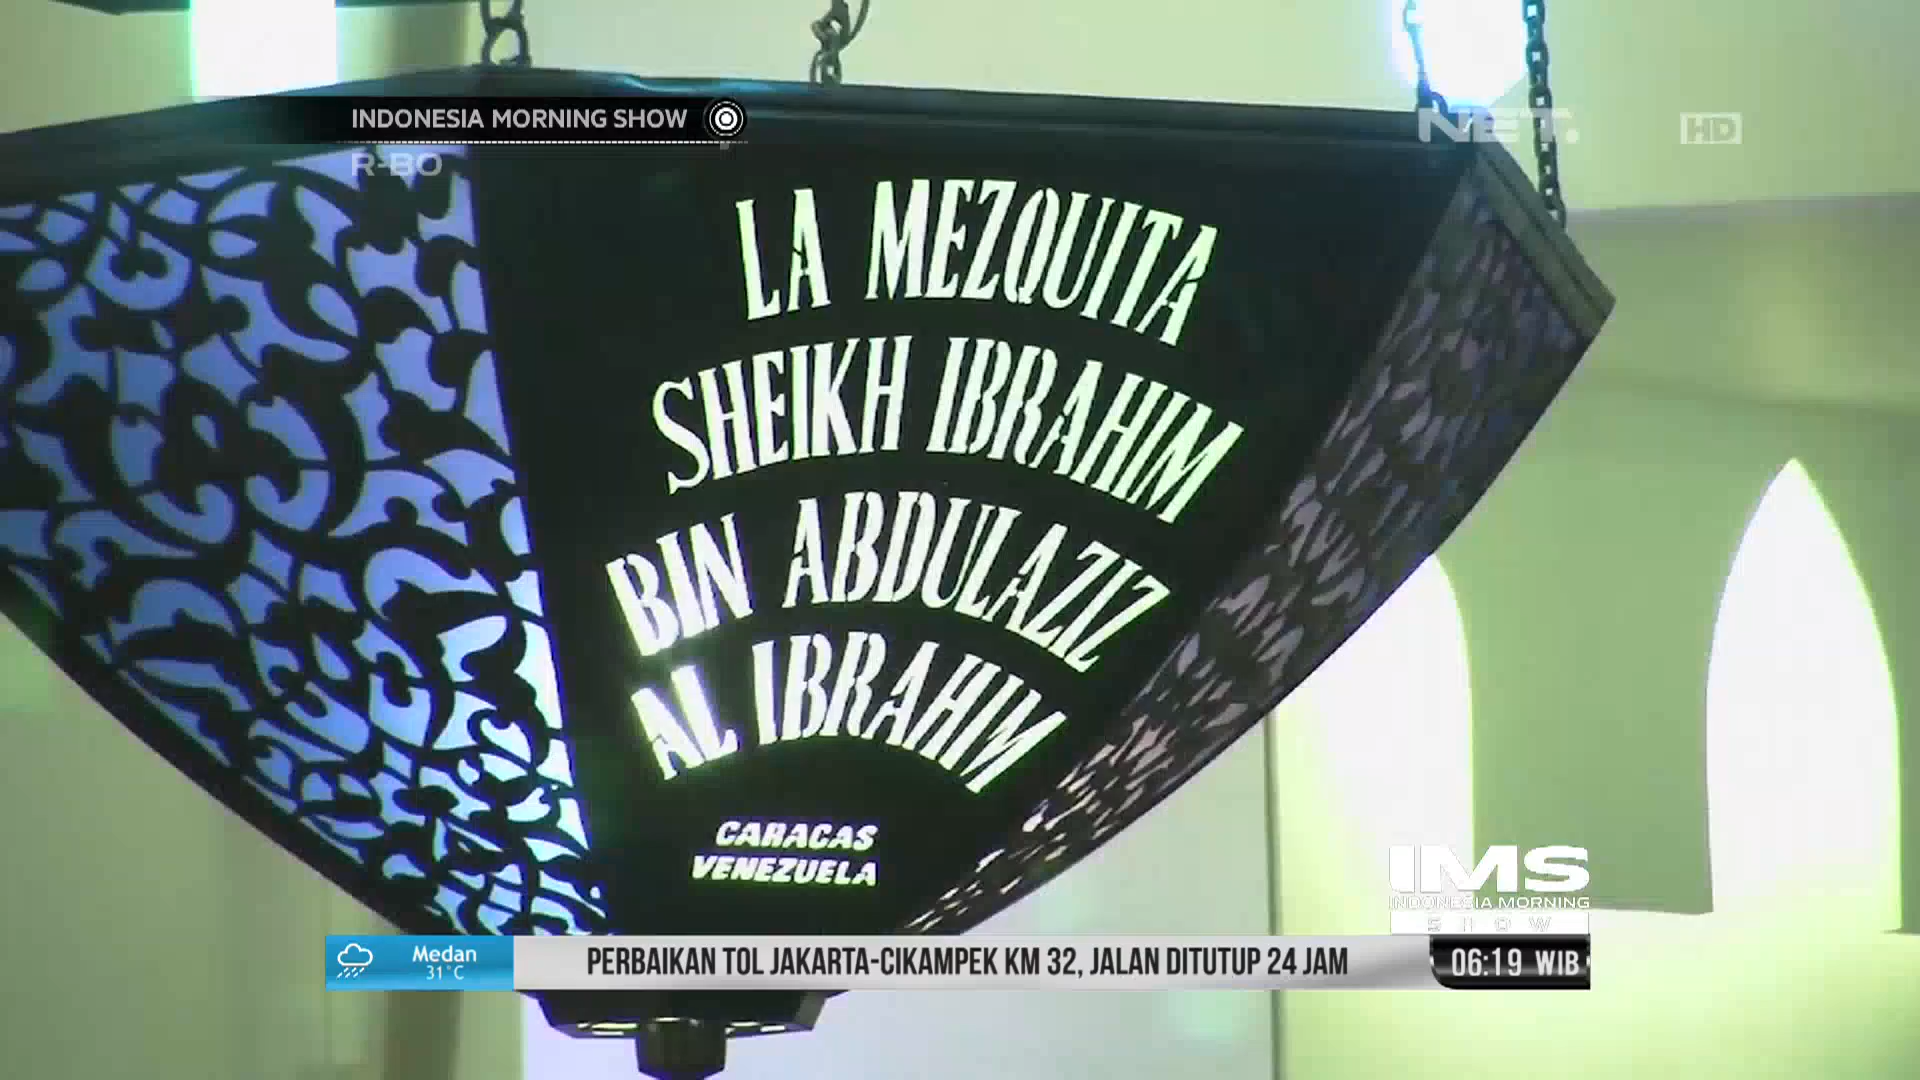 INDONESIA MORNING SHOW
R-BO
NET.
HD
LA MEZQUITA
SHEIKH IBRAHIM
BIN ABDULAZIZ
AL IBRAHIM
CARACAS
VENEZUELA
IMS
INDONESIA MORNING
SHOW
Medan
31°C
PERBAIKAN TOL JAKARTA-CIKAMPEK KM 32, JALAN DITUTUP 24 JAM
06:19 WIB